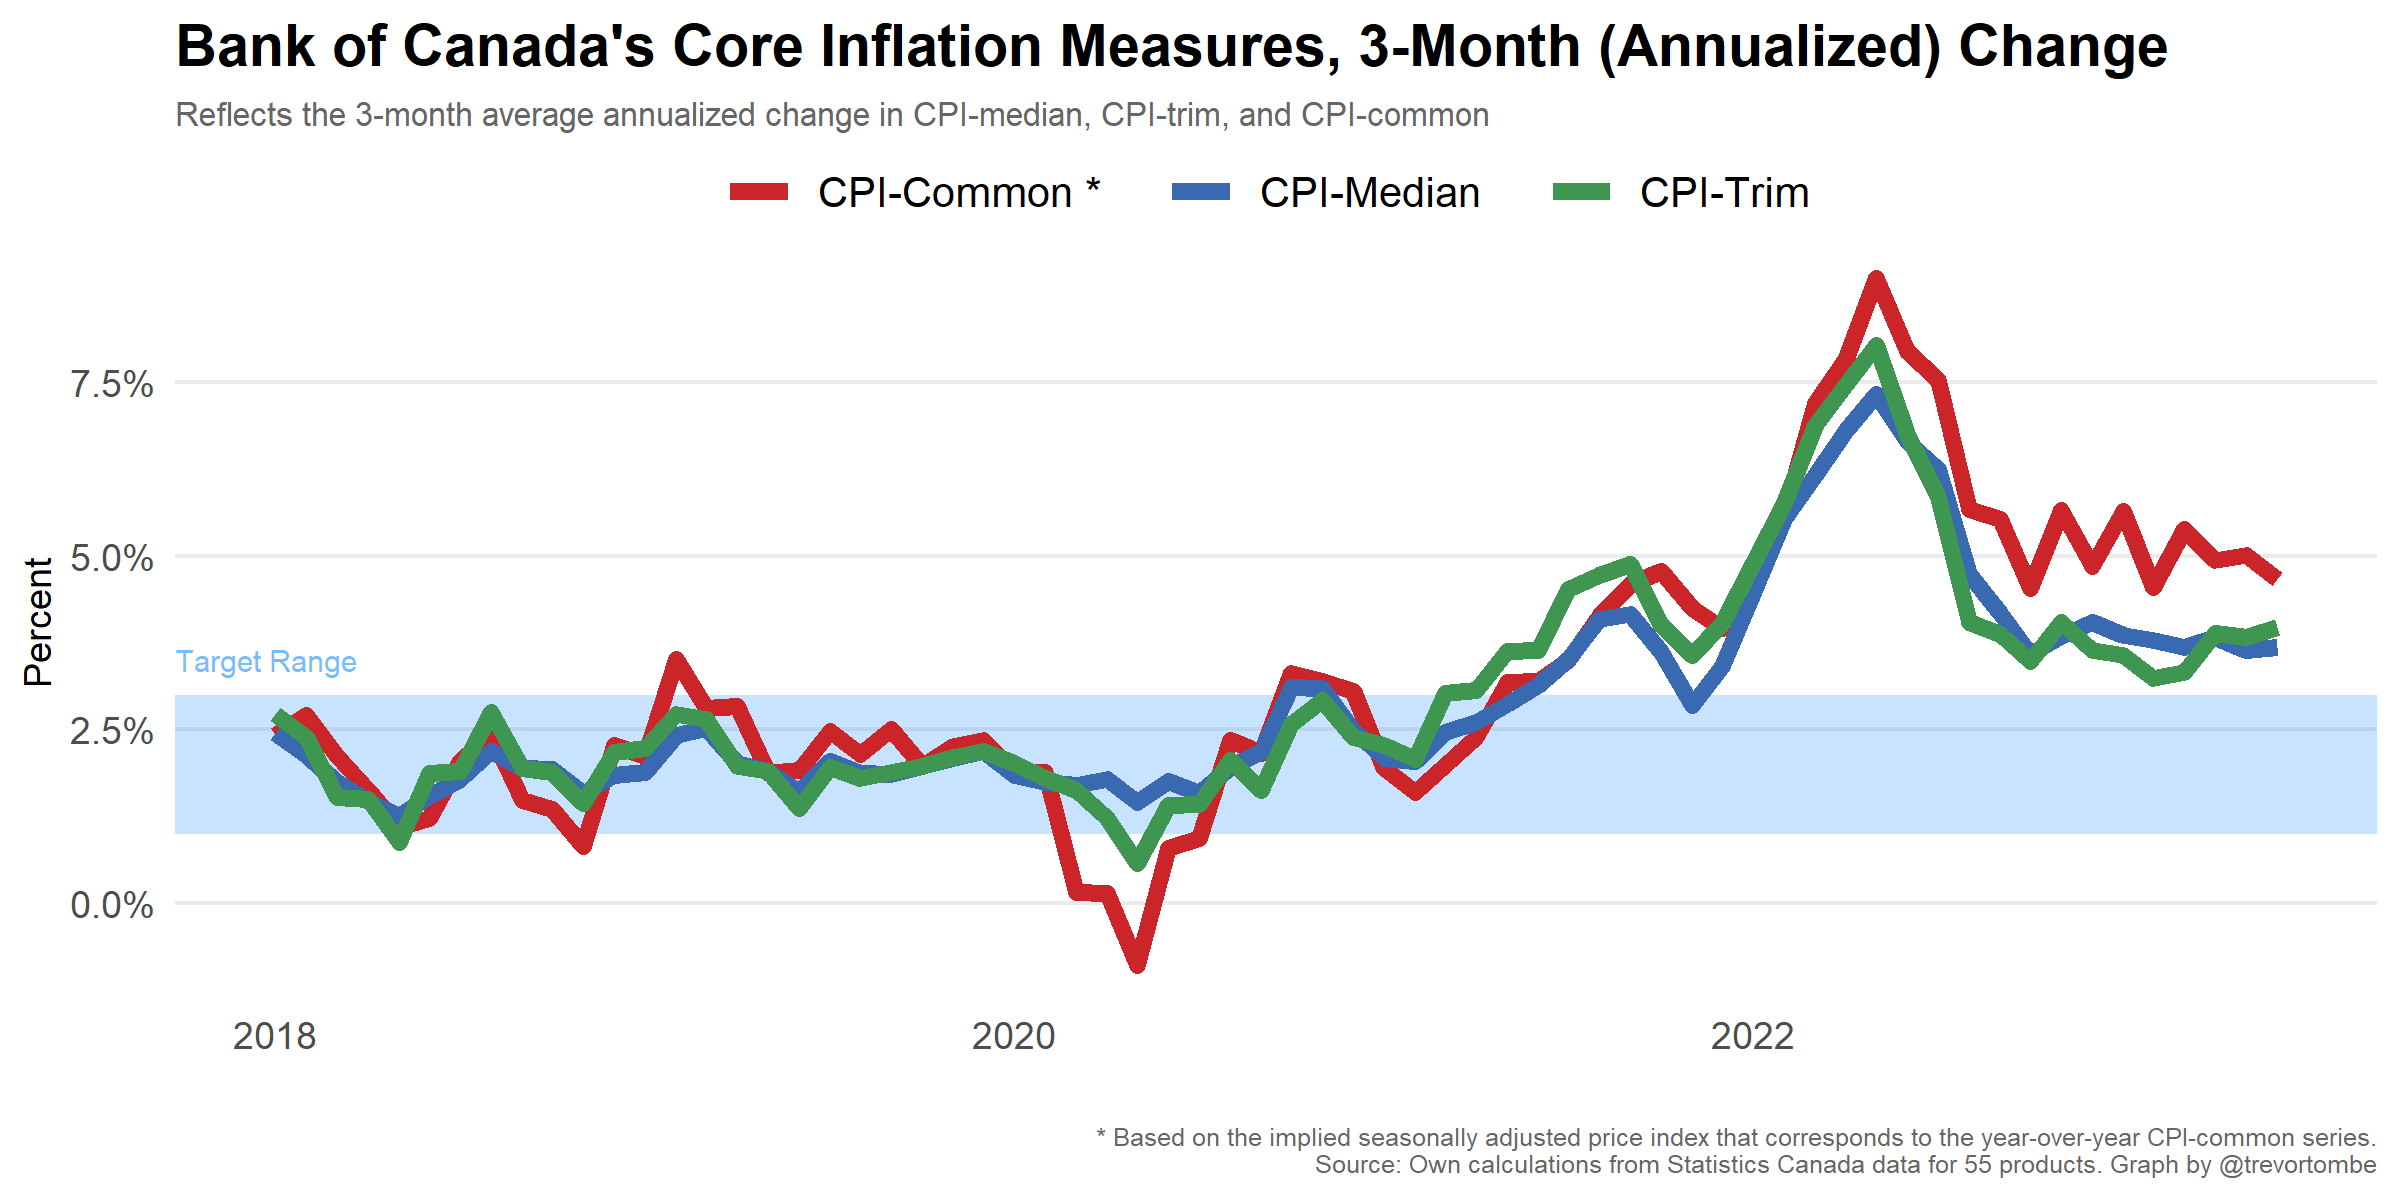 Bank of Canada's Core Inflation Measures, 3-Month (Annualized) Change
Reflects the 3-month average annualized change in CPI-median, CPI-trim, and CPI-common
CPI-Common *
CPI-Median
CPI-Trim
7.5%
5.0%
2.5%
0.0%
Percent
Target Range
2018
2020
2022
* Based on the implied seasonally adjusted price index that corresponds to the year-over-year CPI-common series.
Source: Own calculations from Statistics Canada data for 55 products. Graph by @trevortombe